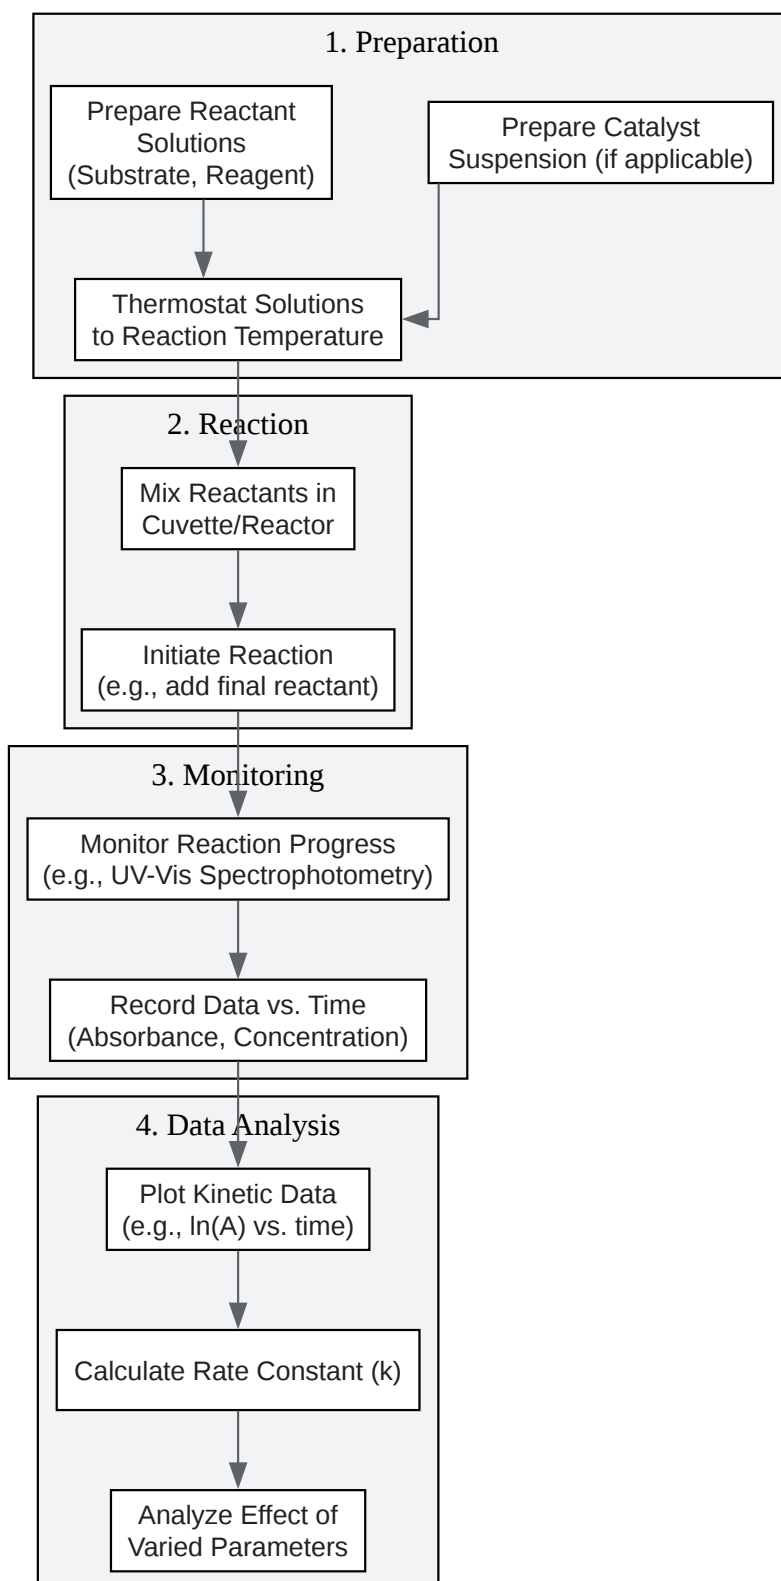 1. Preparation
Prepare Reactant
Solutions
(Substrate, Reagent)
Prepare Catalyst
Suspension (if applicable)
Thermostat Solutions
to Reaction Temperature
2. Reaction
Mix Reactants in
Cuvette/Reactor
Initiate Reaction
(e.g., add final reactant)
3. Monitoring
Monitor Reaction Progress
(e.g., UV-Vis Spectrophotometry)
Record Data vs. Time
(Absorbance, Concentration)
4. Data Analysis
Plot Kinetic Data
(e.g., ln(A) vs. time)
Calculate Rate Constant (k)
Analyze Effect of
Varied Parameters